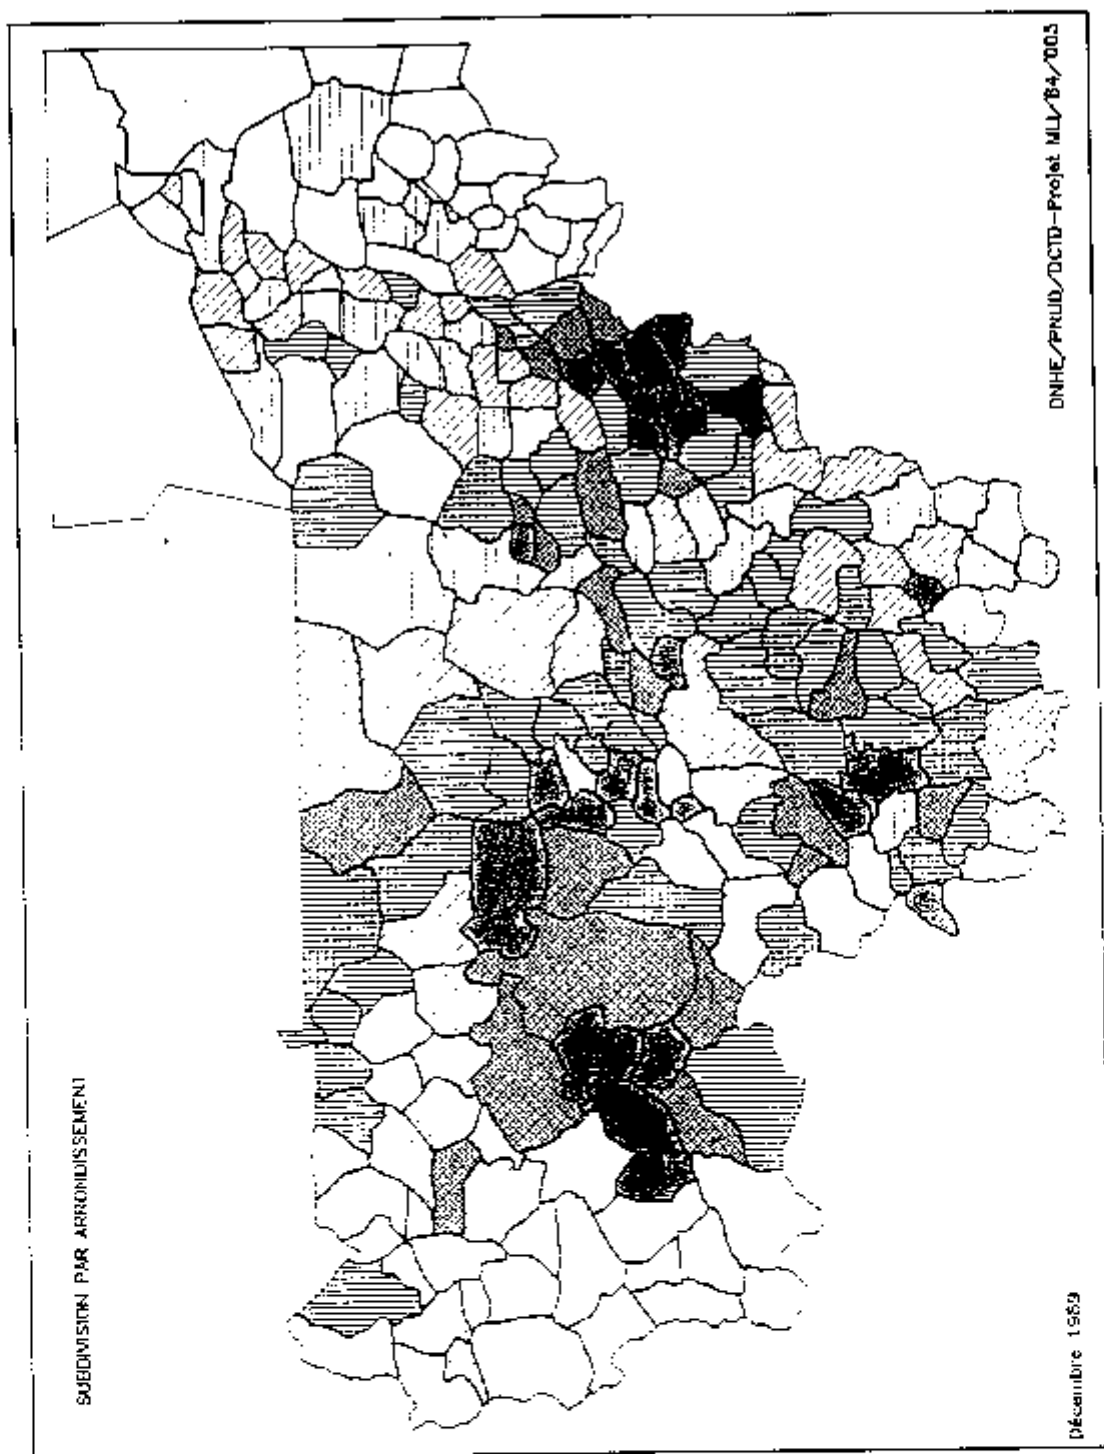 SUBDIVISION PAR ARRONDISSEMENT
Décembre 1989
DNHE/PNUD/DCTD-Projet MLI/84/005